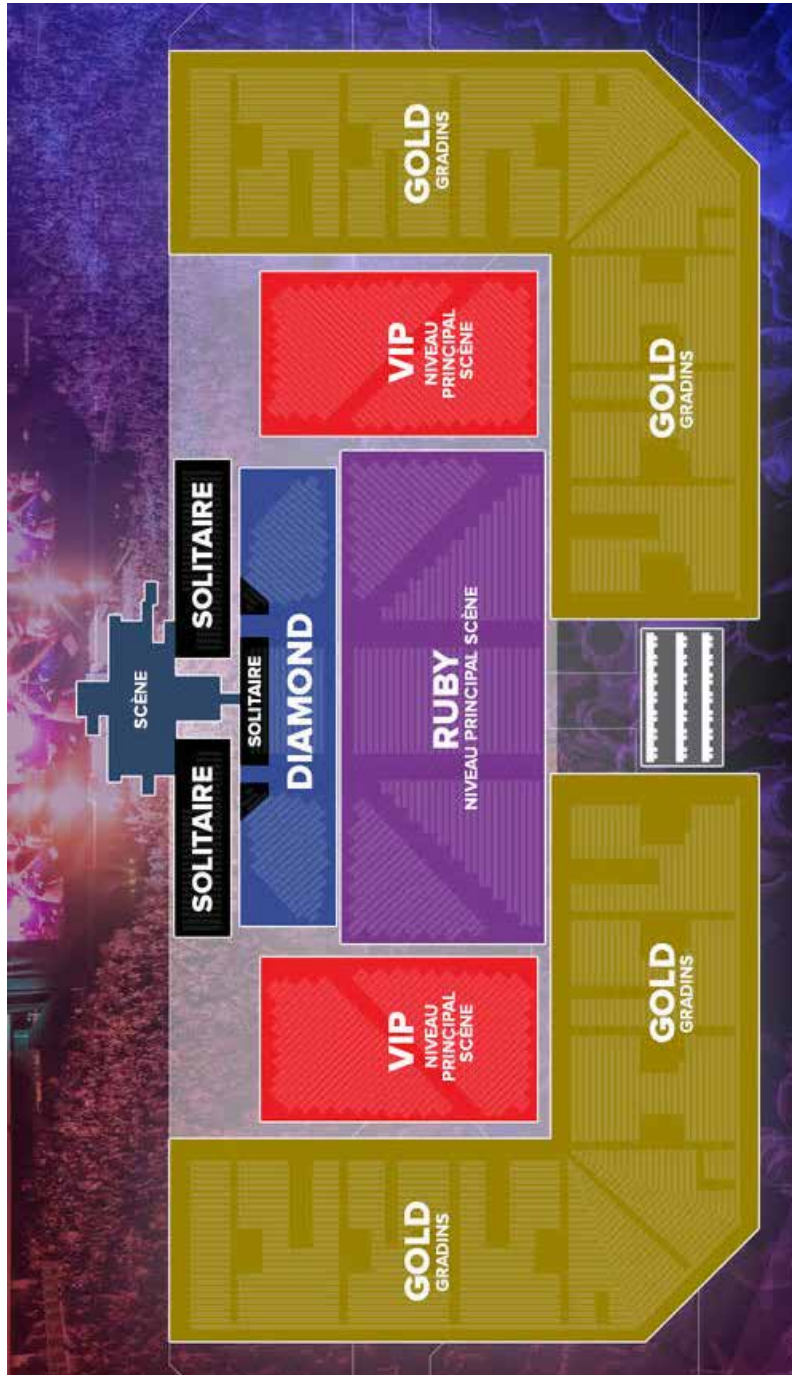 SCÈNE
SOLITAIRE
SOLITAIRE
SOLITAIRE
DIAMOND
GOLD
GRADINS
VIP
NIVEAU
PRINCIPAL
SCÈNE
RUBY
NIVEAU PRINCIPAL SCÈNE
VIP
NIVEAU
PRINCIPAL
SCÈNE
GOLD
GRADINS
GOLD
GRADINS
GOLD
GRADINS